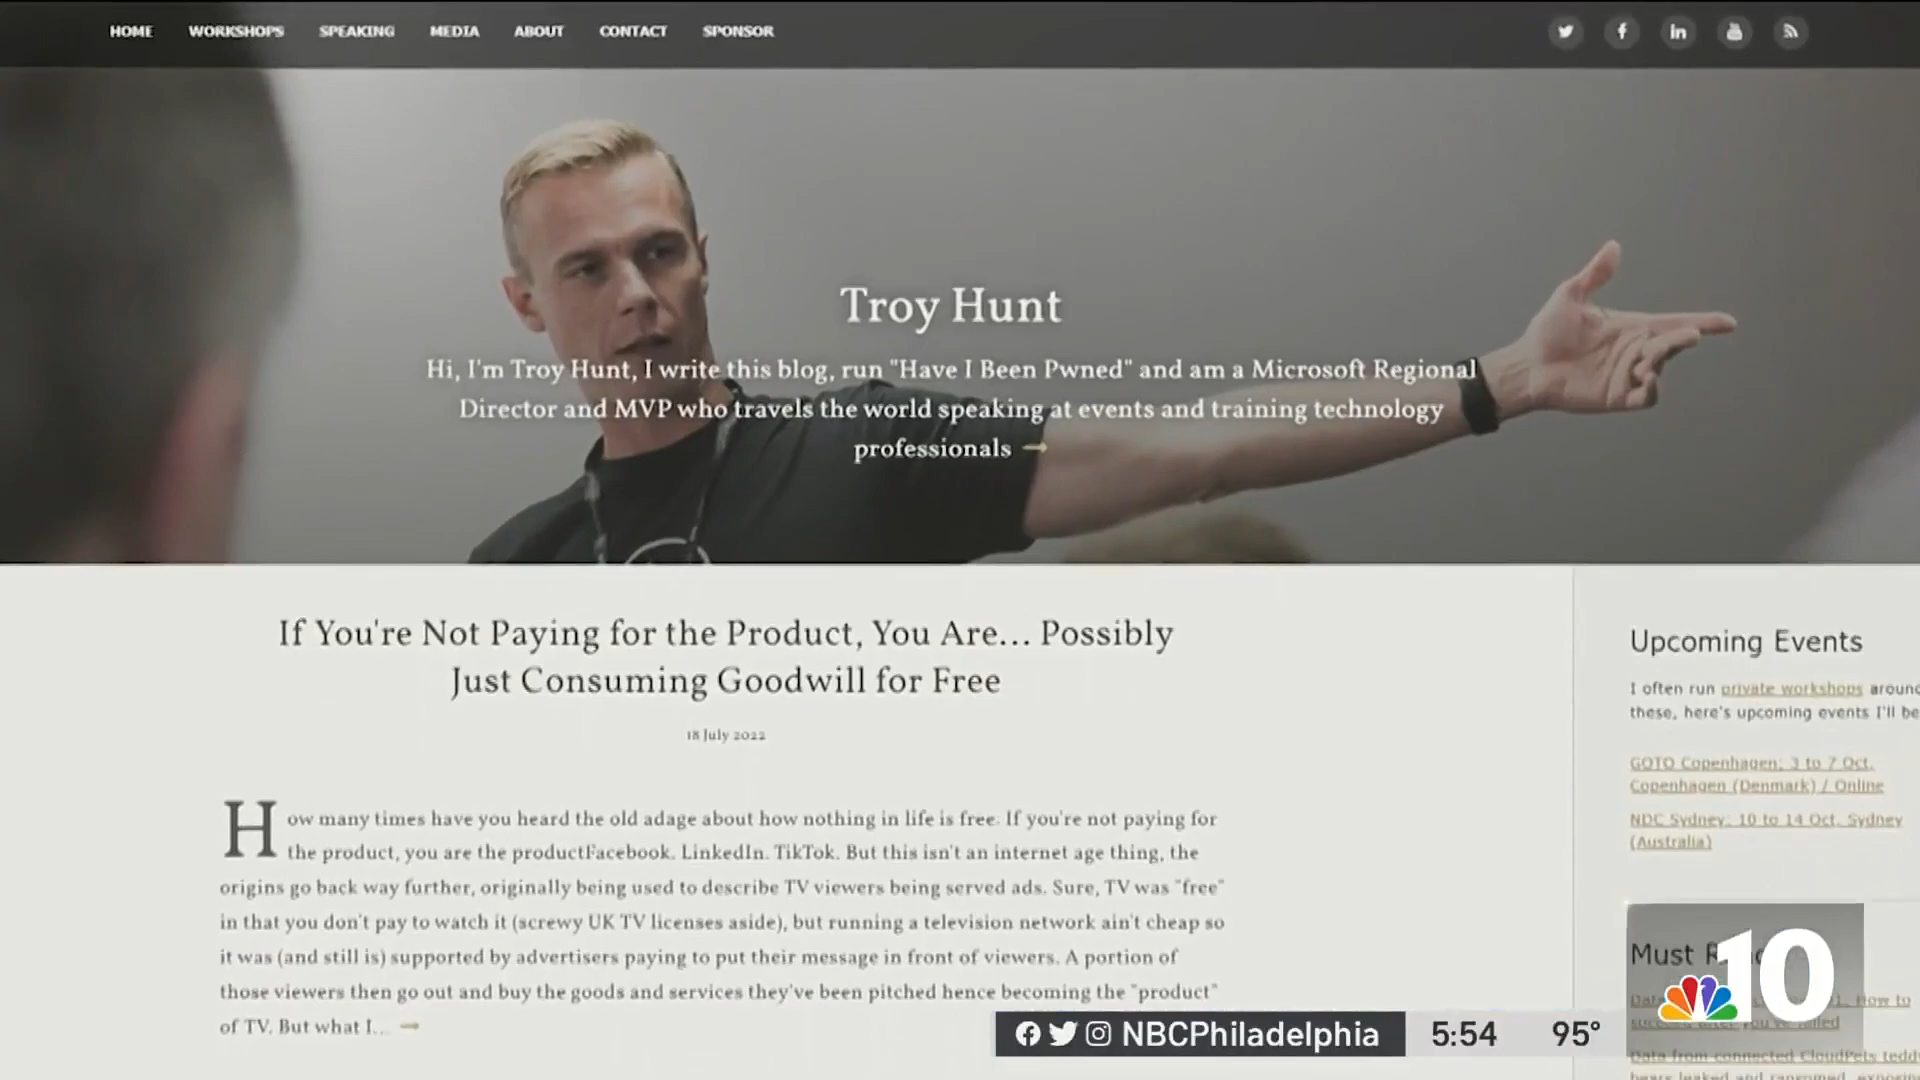 HOME WORKSHOPS SPEAKING MEDIA ABOUT CONTACT SPONSOR
Troy Hunt
Hi, I'm Troy Hunt, I write this blog, run "Have I Been Pwned" and am a Microsoft Regional
Director and MVP who travels the world speaking at events and training technology
professionals
If You're Not Paying for the Product, You Are... Possibly
Just Consuming Goodwill for Free
18 July 2022
How many times have you heard the old adage about how nothing in life is free. If you're not paying for
the product, you are the productFacebook. LinkedIn. TikTok. But this isn't an internet age thing, the
origins go back way further, originally being used to describe TV viewers being served ads. Sure, TV was "free"
in that you don't pay to watch it (screwy UK TV licenses aside), but running a television network ain't cheap so
it was (and still is) supported by advertisers paying to put their message in front of viewers. A portion of
those viewers then go out and buy the goods and services they've been pitched hence becoming the "product"
of TV. But what I...
Upcoming Events
I often run private workshops around
these, here's upcoming events I'll be
GOTO Copenhagen: 3 to 7 Oct,
Copenhagen (Denmark) / Online
NDC Sydney: 10 to 14 Oct, Sydney
(Australia)
Must
How to
you've failed
Data from connected CloudPets
10
NBCPhiladelphia 5:54 95°